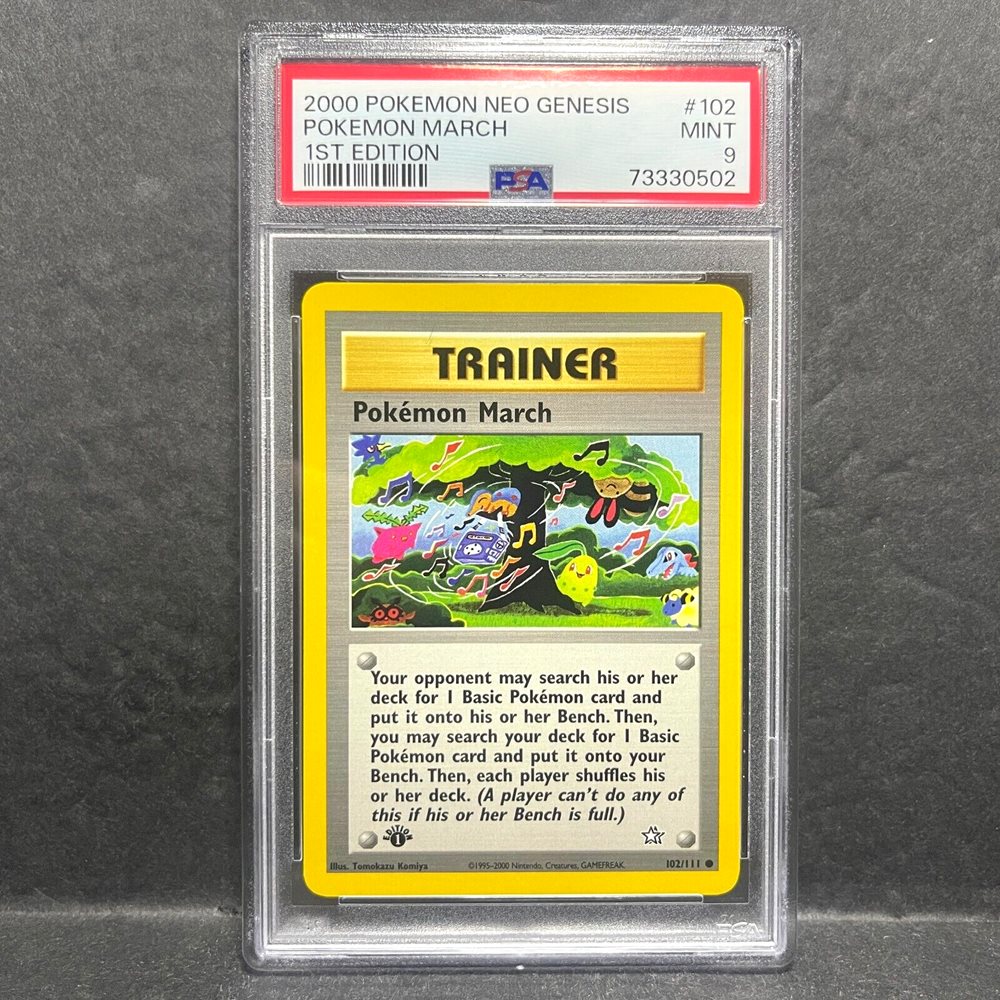 2000 POKEMON NEO GENESIS #102
POKEMON MARCH MINT
1ST EDITION 9
PSA 73330502
TRAINER
Pokémon March
Your opponent may search his or her
deck for 1 Basic Pokémon card and
put it onto his or her Bench. Then,
you may search your deck for 1 Basic
Pokémon card and put it onto your
Bench. Then, each player shuffles his
or her deck. (A player can't do any of
this if his or her Bench is full.)
EDITION 1
Illus. Tomokazu Komiya ©1995-2000 Nintendo, Creatures, GAMEFREAK. 102/111
PSA